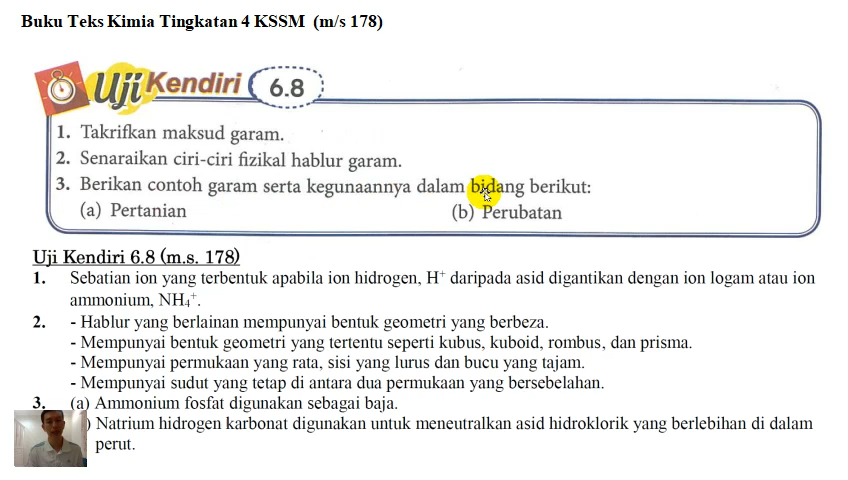 Buku Teks Kimia Tingkatan 4 KSSM (m/s 178)
Uji Kendiri 6.8
1. Takrifkan maksud garam.
2. Senaraikan ciri-ciri fizikal hablur garam.
3. Berikan contoh garam serta kegunaannya dalam bidang berikut:
(a) Pertanian (b) Perubatan
Uji Kendiri 6.8 (m.s. 178)
1. Sebatian ion yang terbentuk apabila ion hidrogen, H⁺ daripada asid digantikan dengan ion logam atau ion
ammonium, NH₄⁺.
2. - Hablur yang berlainan mempunyai bentuk geometri yang berbeza.
- Mempunyai bentuk geometri yang tertentu seperti kubus, kuboid, rombus, dan prisma.
- Mempunyai permukaan yang rata, sisi yang lurus dan bucu yang tajam.
- Mempunyai sudut yang tetap di antara dua permukaan yang bersebelahan.
3. (a) Ammonium fosfat digunakan sebagai baja.
) Natrium hidrogen karbonat digunakan untuk meneutralkan asid hidroklorik yang berlebihan di dalam
perut.